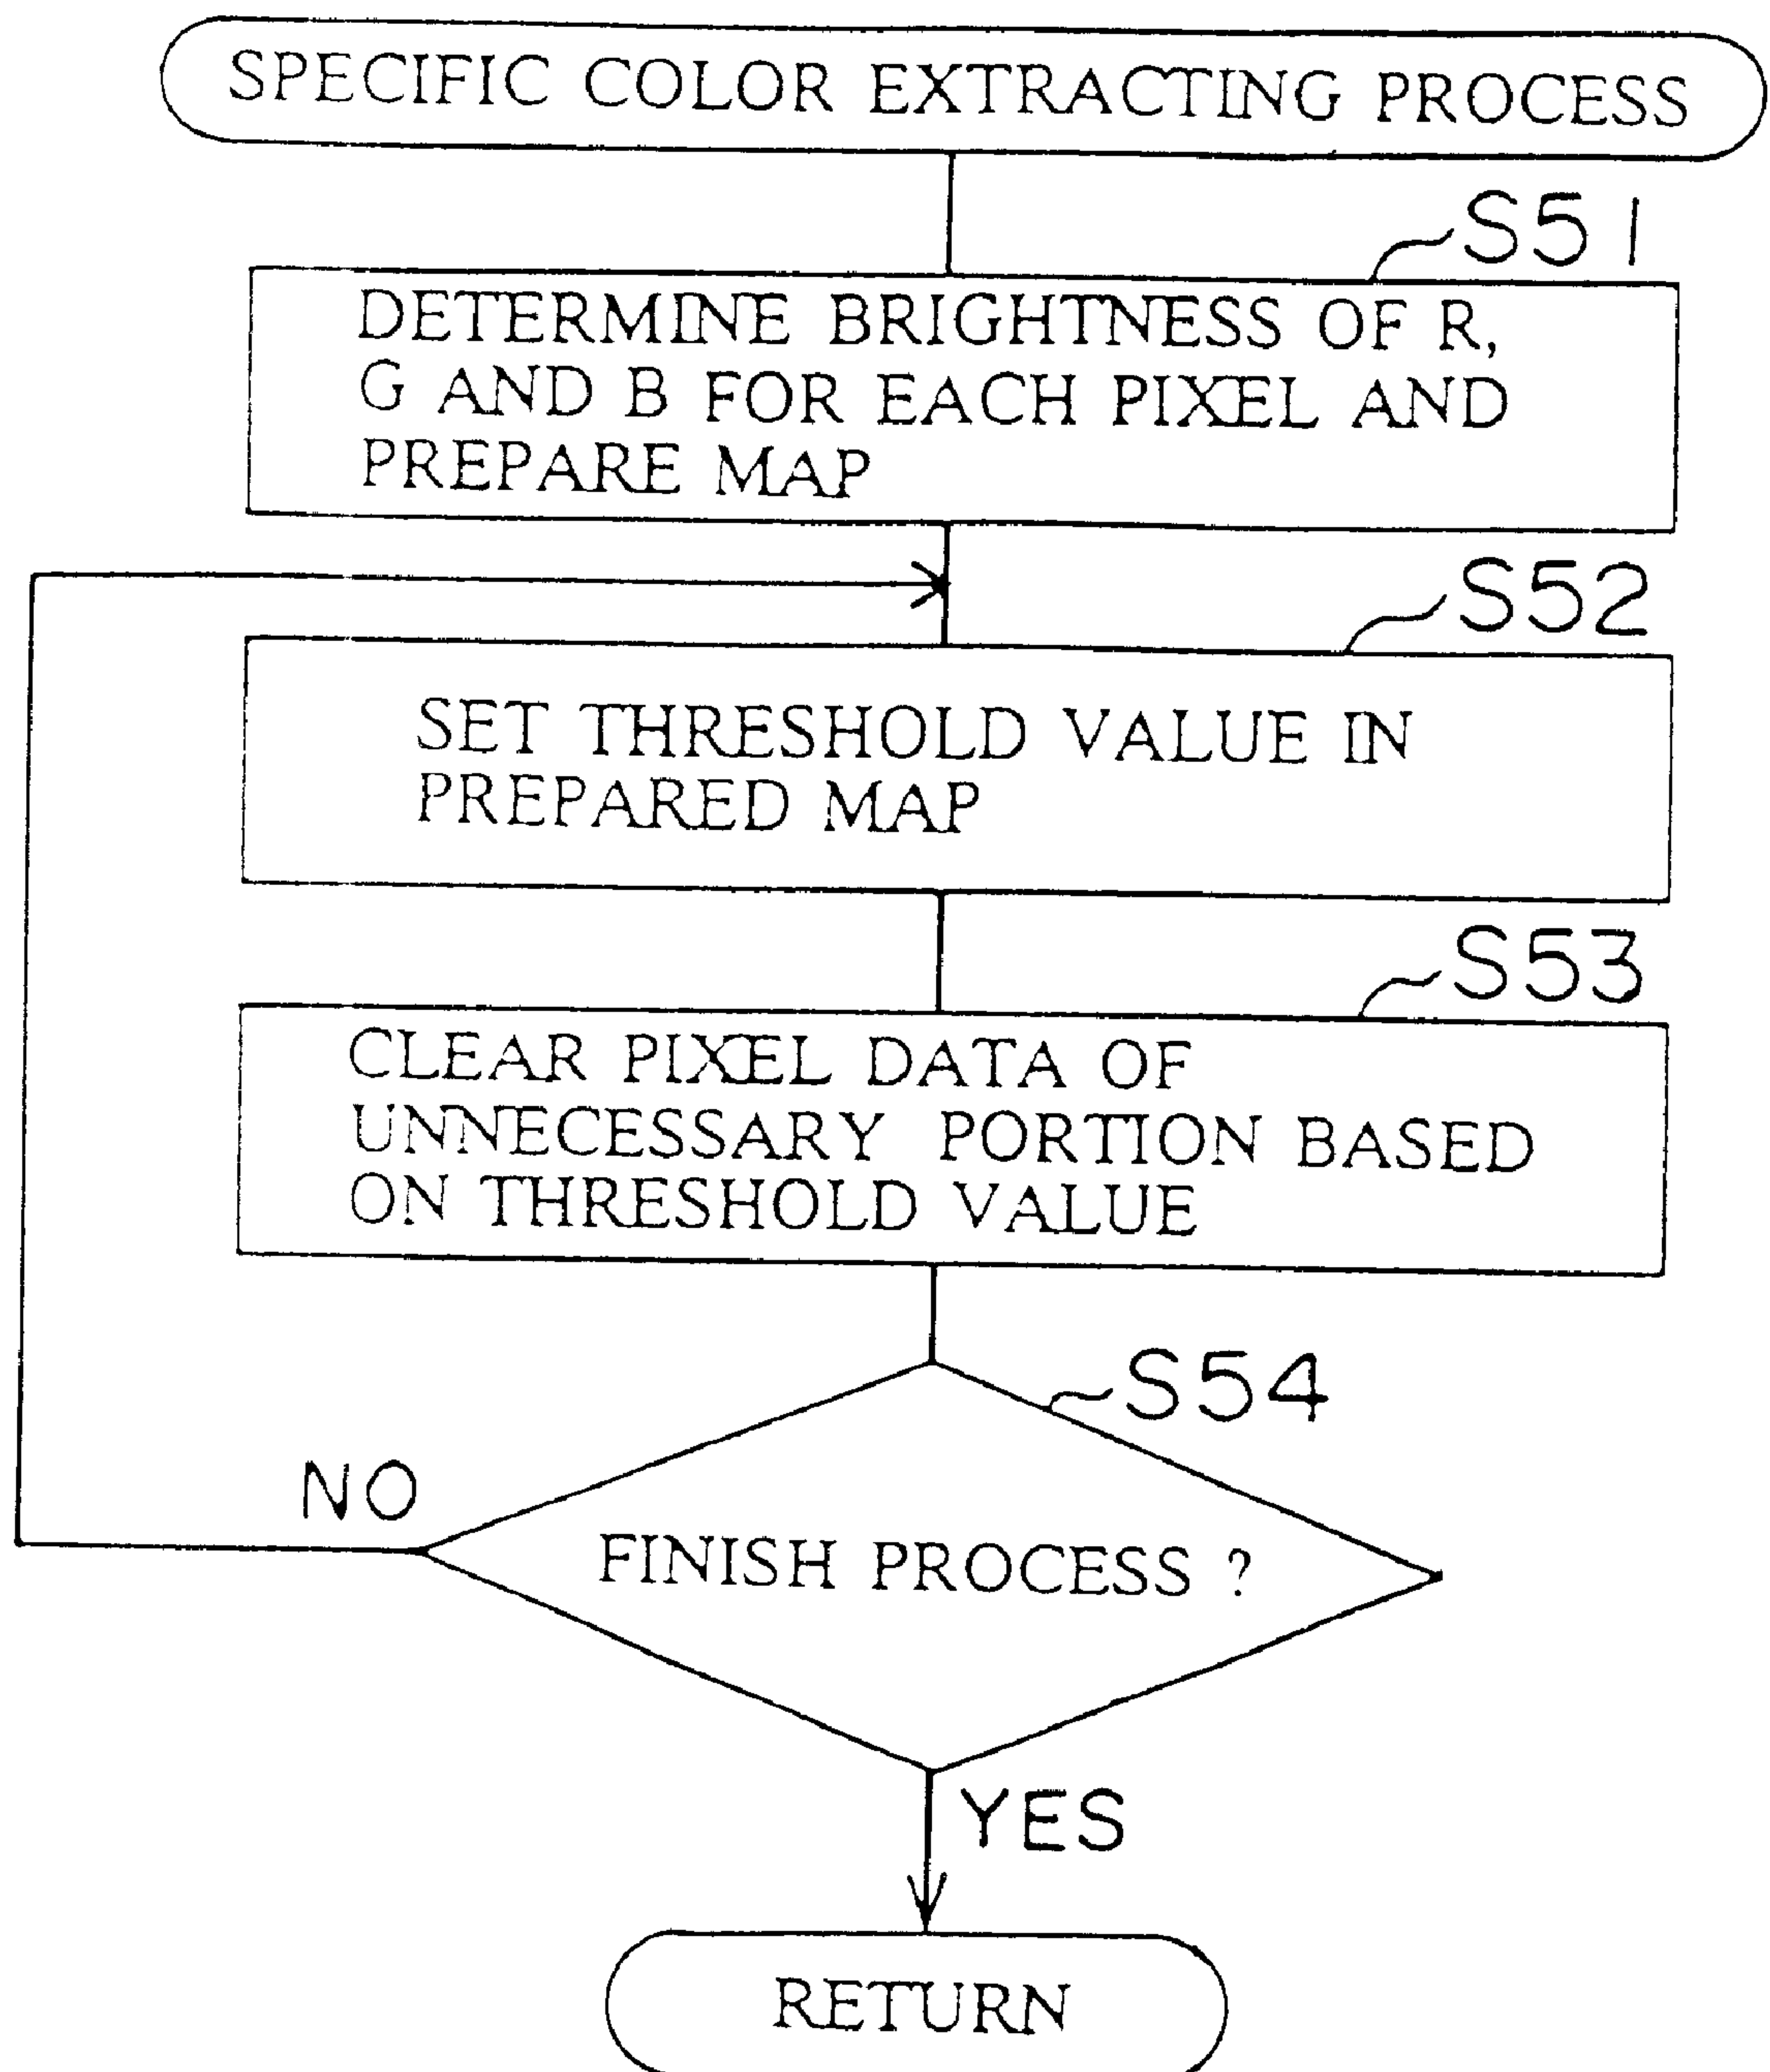 SPECIFIC COLOR EXTRACTING PROCESS
S51
DETERMINE BRIGHTNESS OF R,
G AND B FOR EACH PIXEL AND
PREPARE MAP
S52
SET THRESHOLD VALUE IN
PREPARED MAP
S53
CLEAR PIXEL DATA OF
UNNECESSARY PORTION BASED
ON THRESHOLD VALUE
S54
NO
FINISH PROCESS ?
YES
RETURN